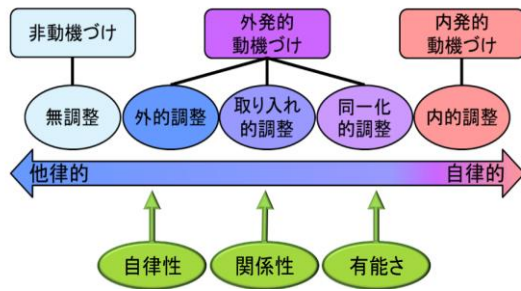 非動機づけ
外発的
動機づけ
内発的
動機づけ
無調整
外的調整
取り入れ
的調整
同一化
的調整
内的調整
他律的
自律的
自律性
関係性
有能さ